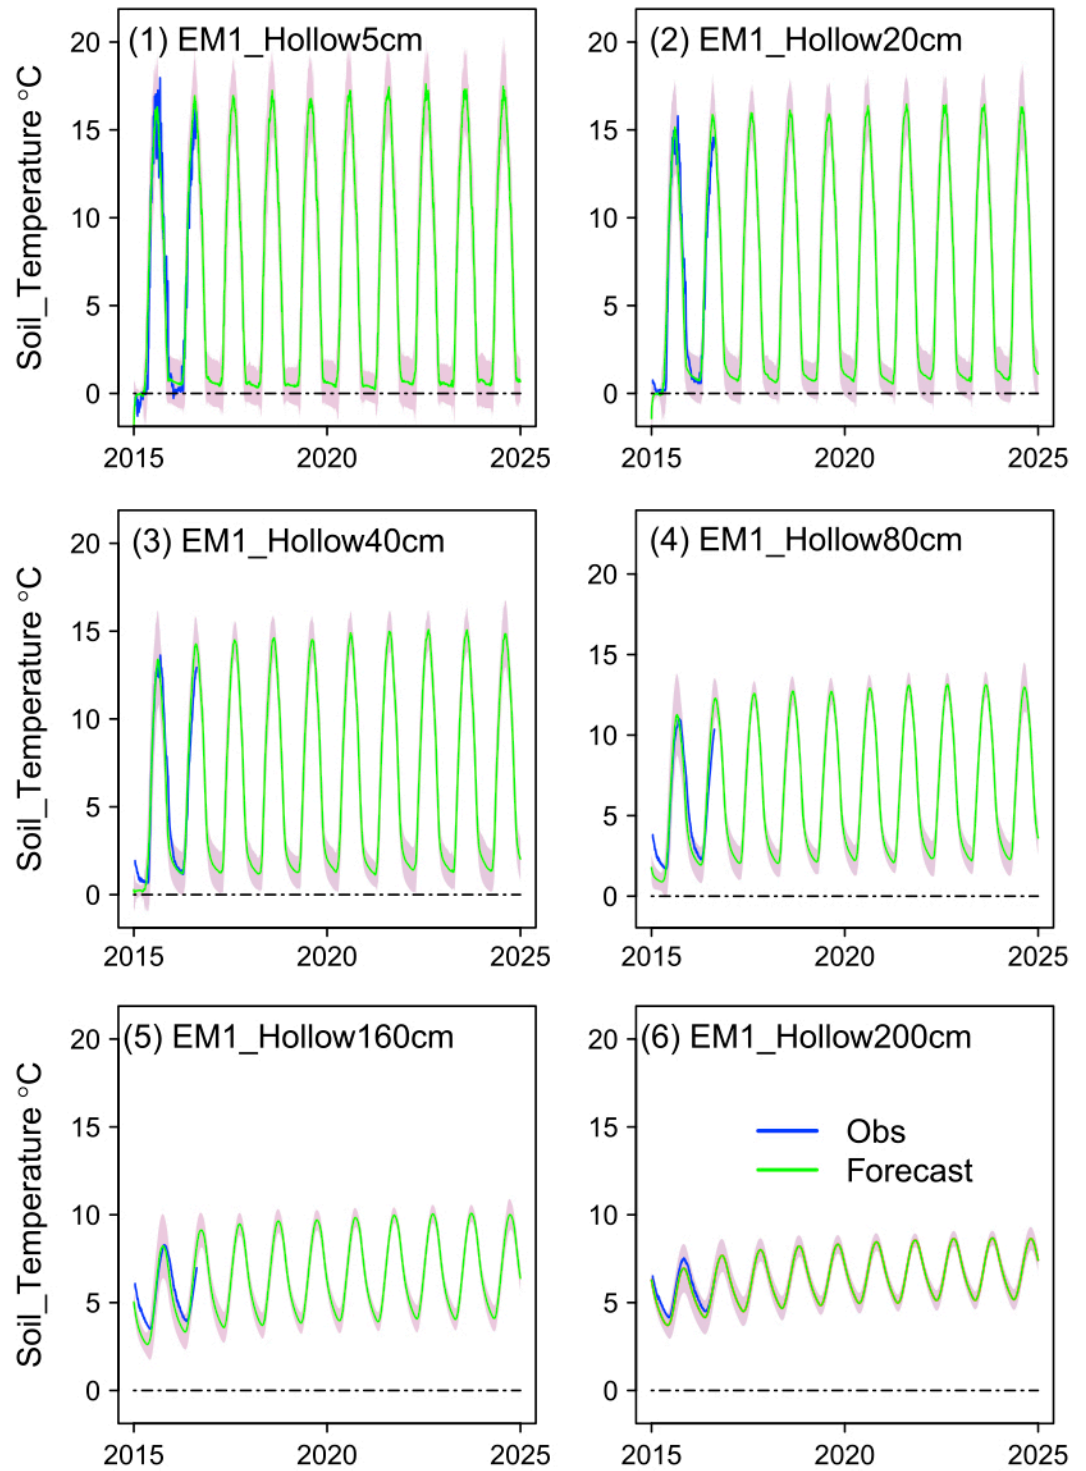 (1) EM1_Hollow5cm
Soil_Temperature °C
20
15
10
5
0
2015 2020 2025
(2) EM1_Hollow20cm
20
15
10
5
0
2015 2020 2025
(3) EM1_Hollow40cm
Soil_Temperature °C
20
15
10
5
0
2015 2020 2025
(4) EM1_Hollow80cm
20
15
10
5
0
2015 2020 2025
(5) EM1_Hollow160cm
Soil_Temperature °C
20
15
10
5
0
2015 2020 2025
(6) EM1_Hollow200cm
20
15
10
5
0
Obs
Forecast
2015 2020 2025